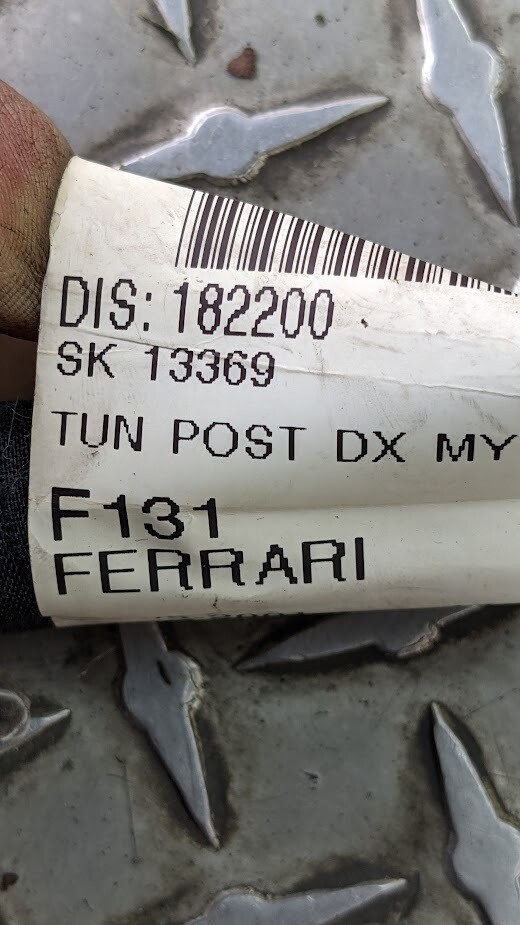 DIS: 182200
SK 13369
TUN POST DX MY
F131
FERRARI